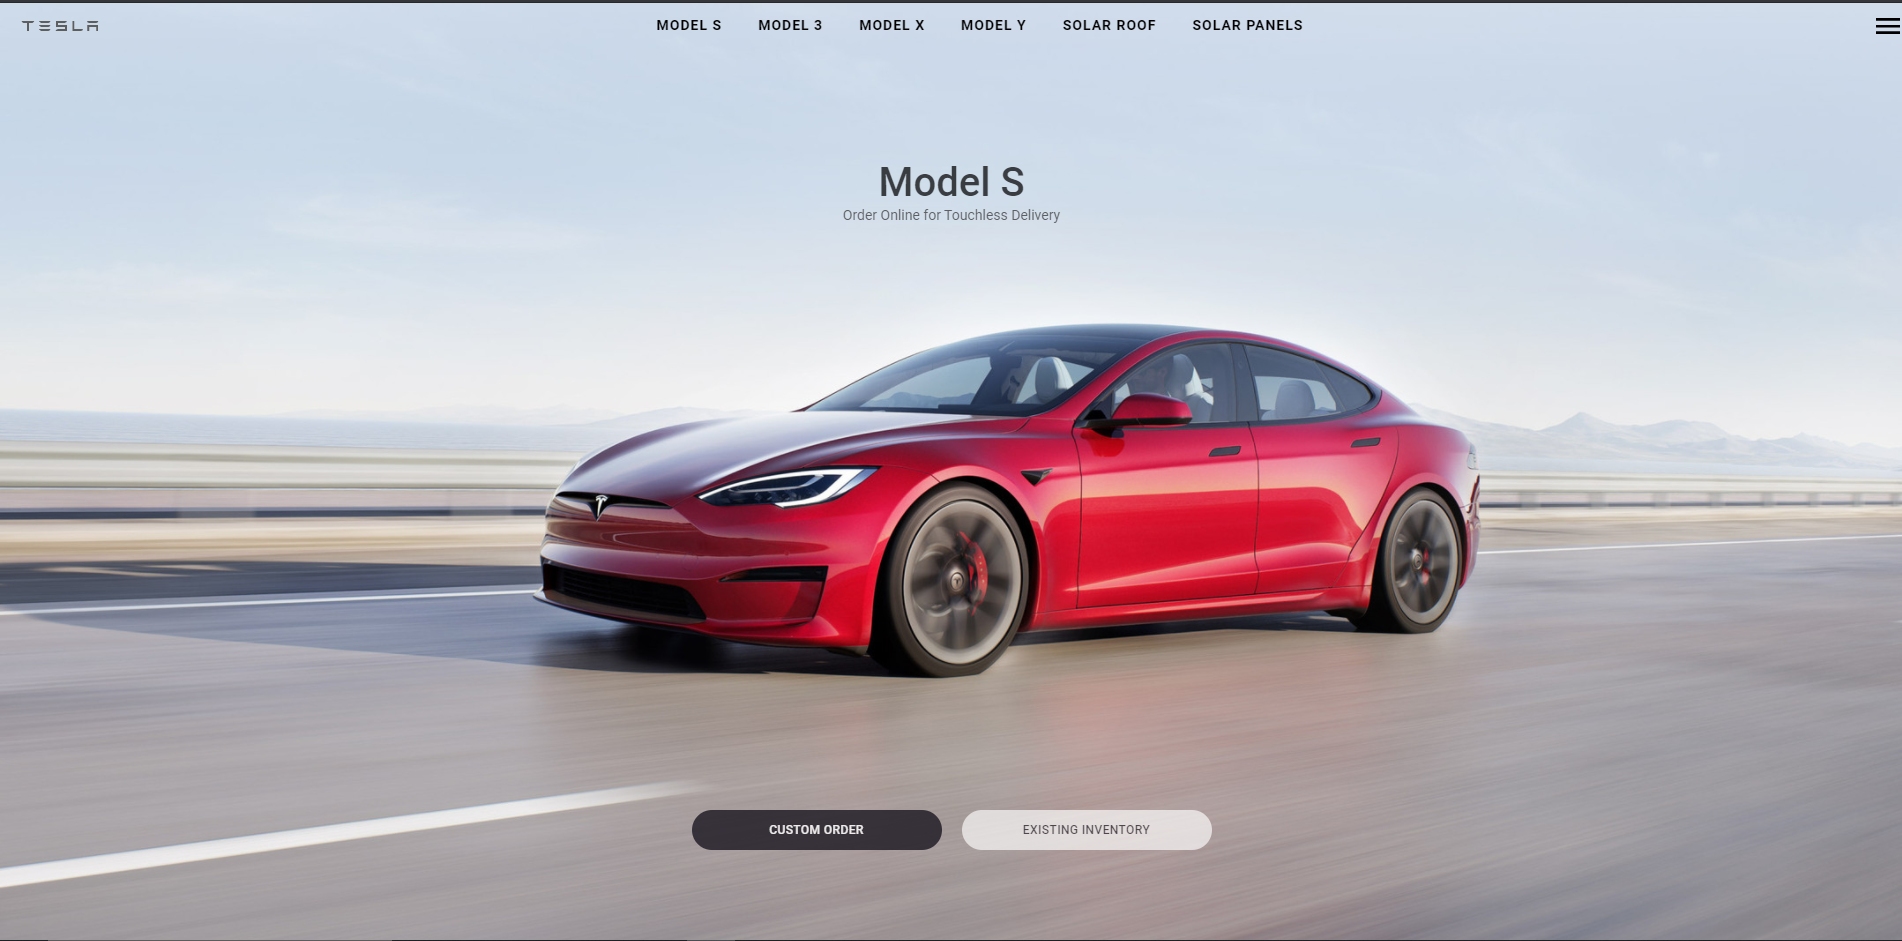 TESLA
MODEL S MODEL 3 MODEL X MODEL Y SOLAR ROOF SOLAR PANELS
Model S
Order Online for Touchless Delivery
CUSTOM ORDER EXISTING INVENTORY